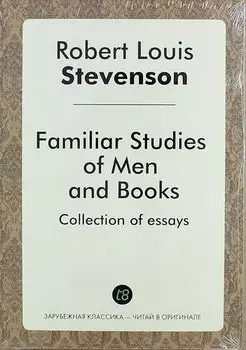 Robert Louis
Stevenson
Familiar Studies
of Men
and Books
Collection of essays
t8
ЗАРУБЕЖНАЯ КЛАССИКА – ЧИТАЙ В ОРИГИНАЛЕ